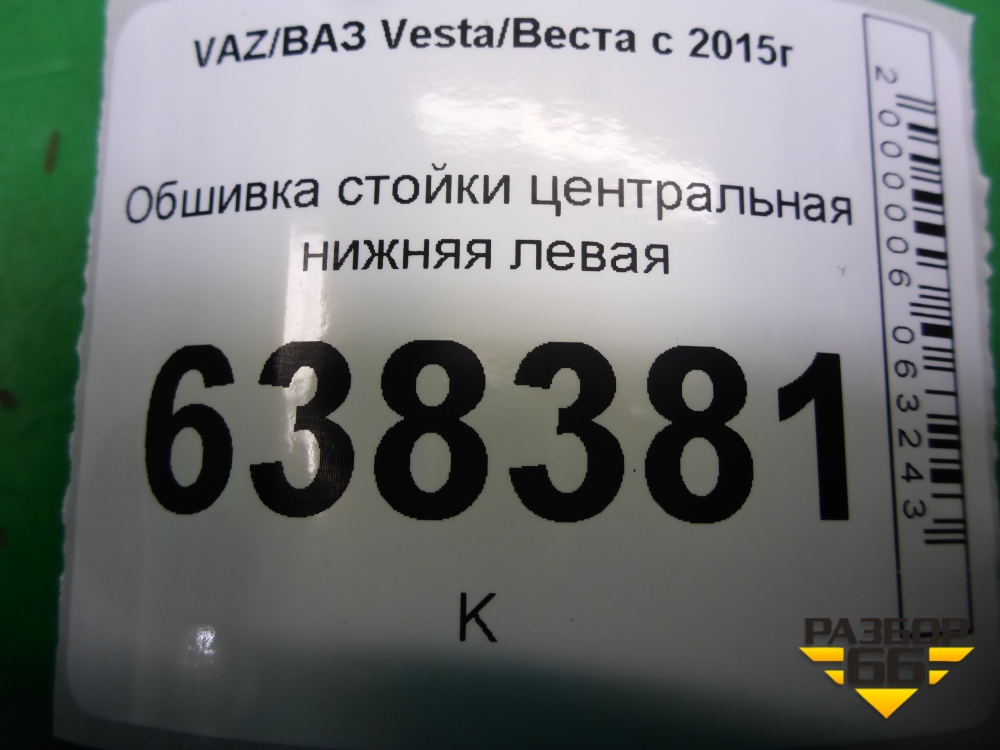 VAZ/ВАЗ Vesta/Веста с 2015г
Обшивка стойки центральная
нижняя левая
638381
К
2000006063243
РАЗБОР
66